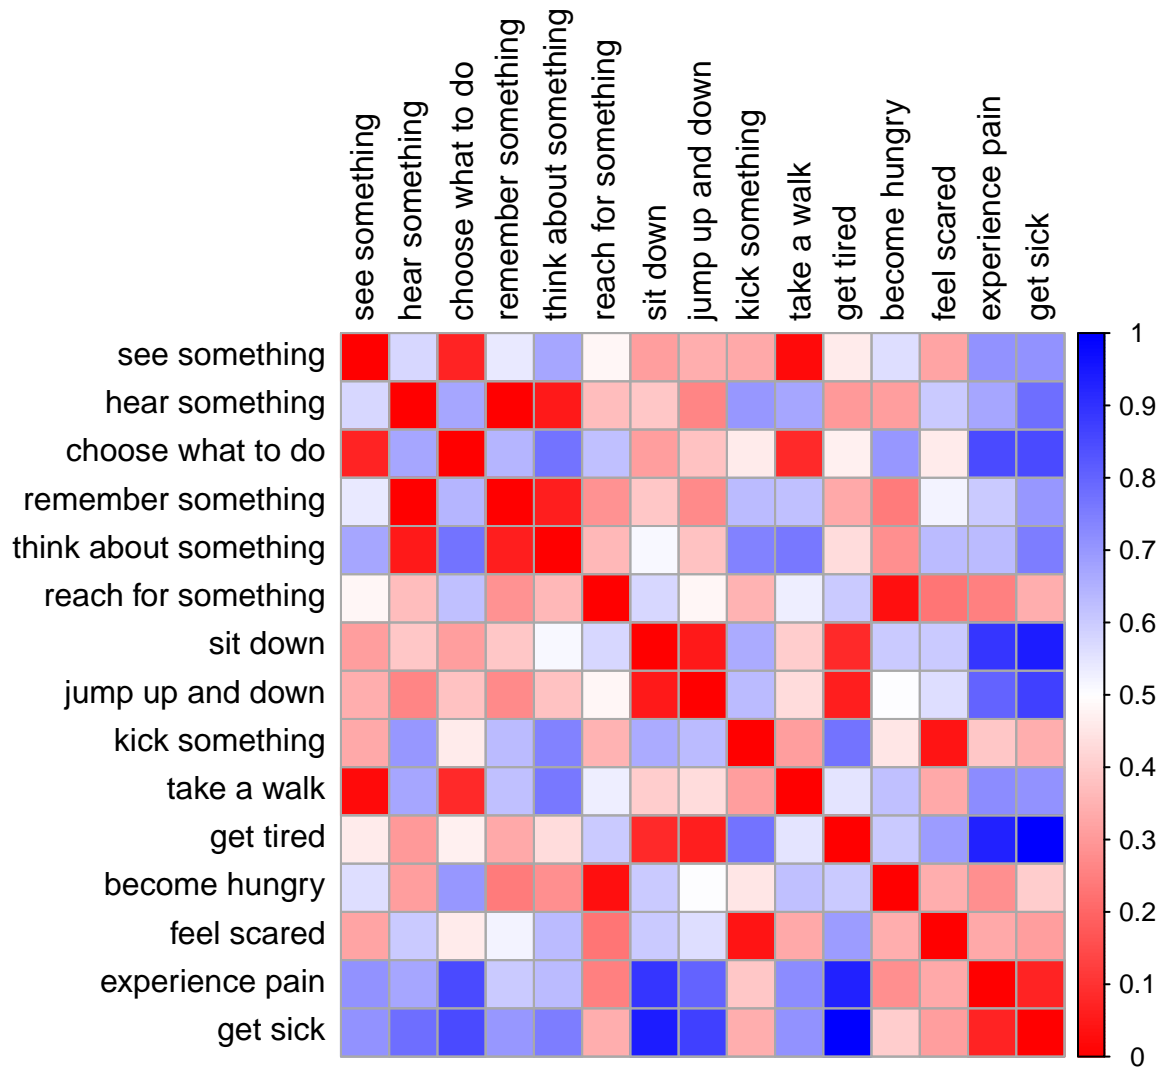 see something
hear something
choose what to do
remember something
think about something
reach for something
sit down
jump up and down
kick something
take a walk
get tired
become hungry
feel scared
experience pain
get sick
see something
hear something
choose what to do
remember something
think about something
reach for something
sit down
jump up and down
kick something
take a walk
get tired
become hungry
feel scared
experience pain
get sick
1
0.9
0.8
0.7
0.6
0.5
0.4
0.3
0.2
0.1
0